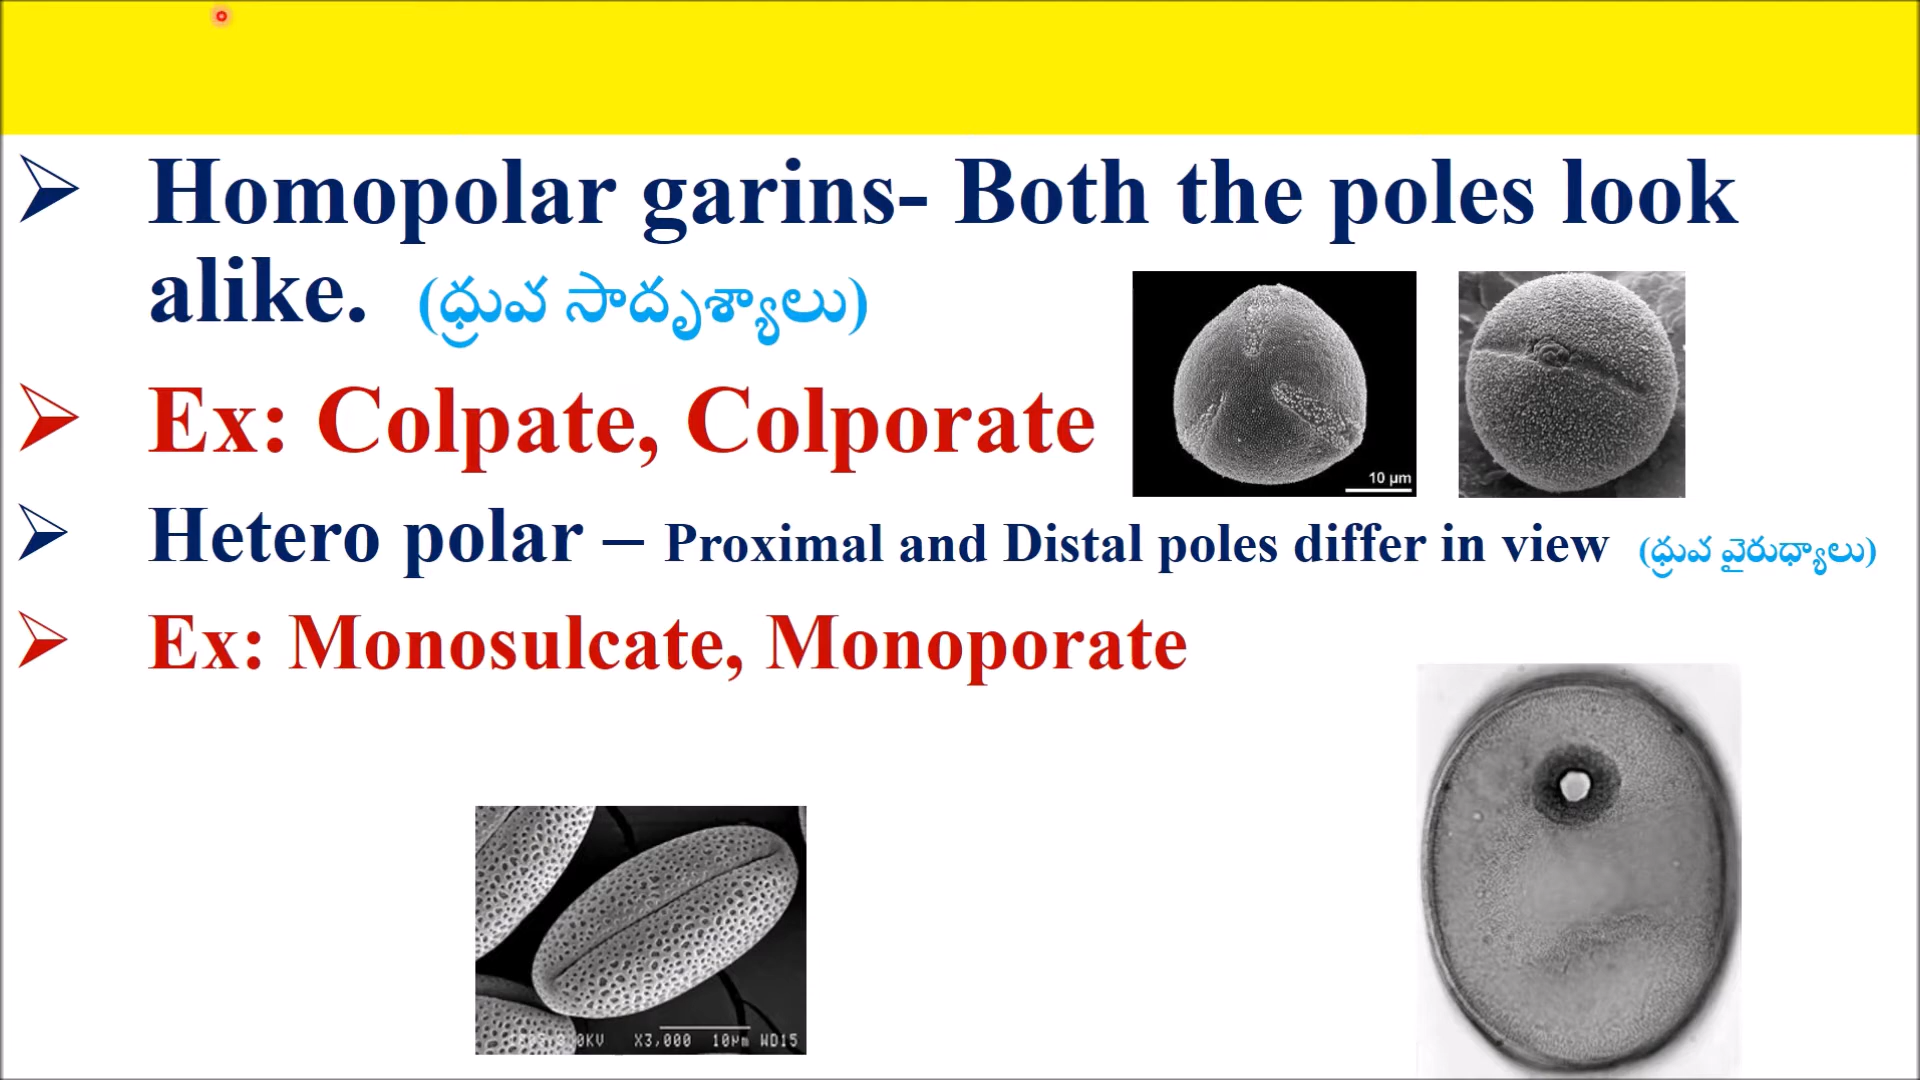 Homopolar garins- Both the poles look
alike. (ధ్రువ సాదృశ్యాలు)
Ex: Colpate, Colporate
10 µm
Hetero polar – Proximal and Distal poles differ in view (ధ్రువ వైరుధ్యాలు)
Ex: Monosulcate, Monoporate
X3,000 10µm WD15